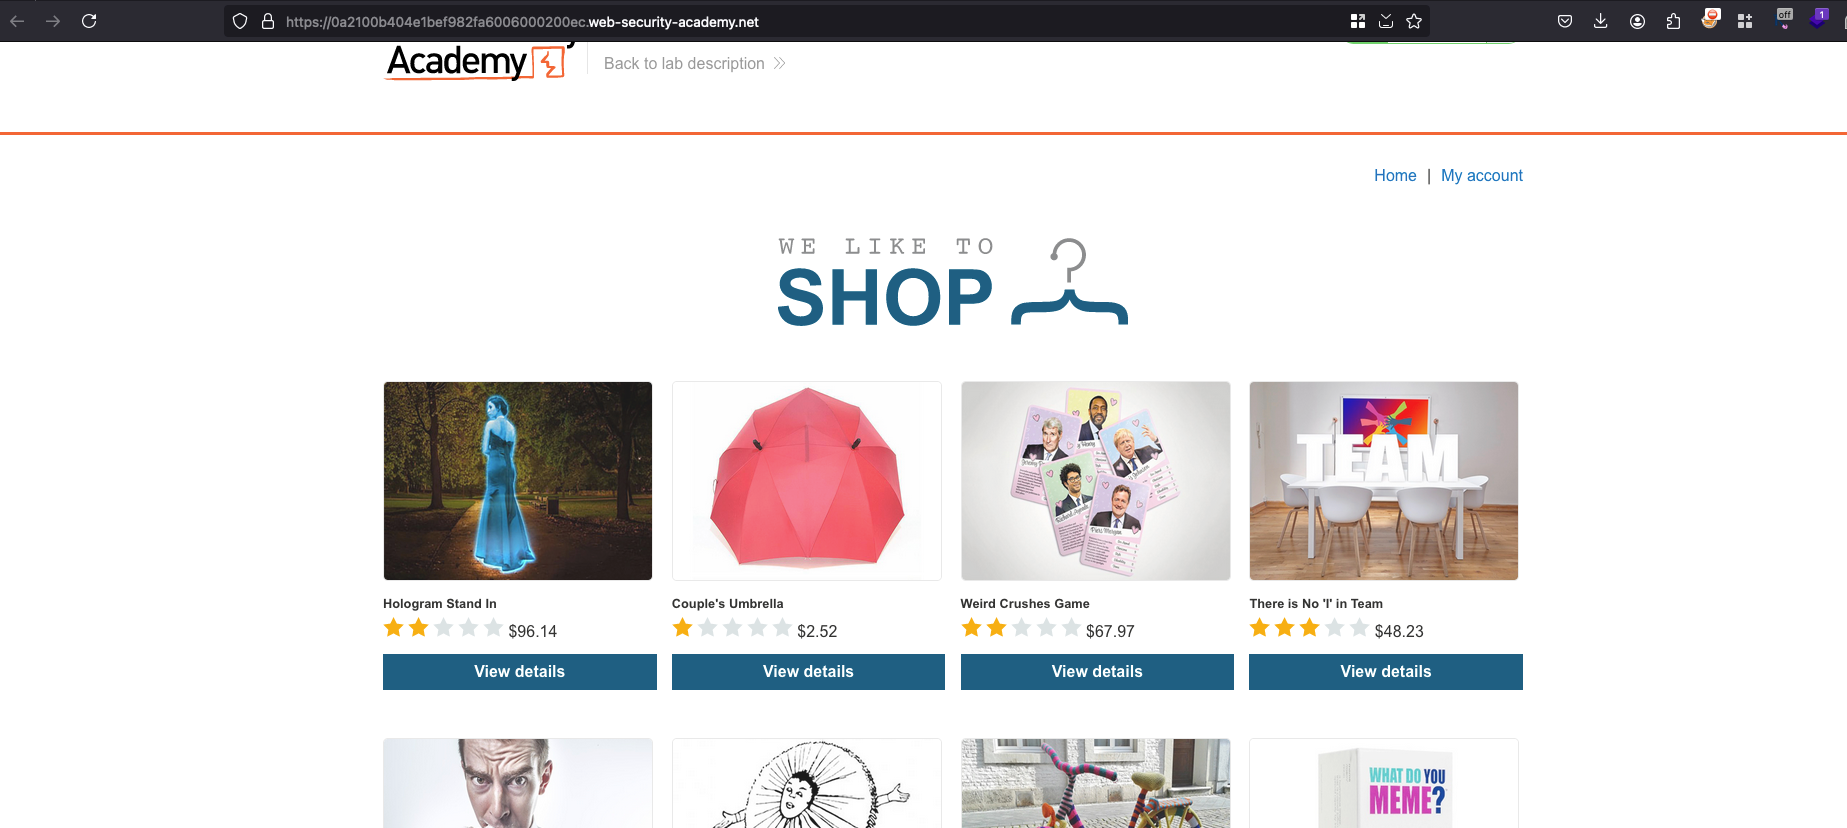 https://0a2100b404e1bef982fa6006000200ec.web-security-academy.net
off
1
Academy
Back to lab description
Home | My account
WE LIKE TO
SHOP
TEAM
Hologram Stand In
$96.14
View details
Couple's Umbrella
$2.52
View details
Weird Crushes Game
$67.97
View details
There is No 'I' in Team
$48.23
View details
WHAT DO YOU
MEME?